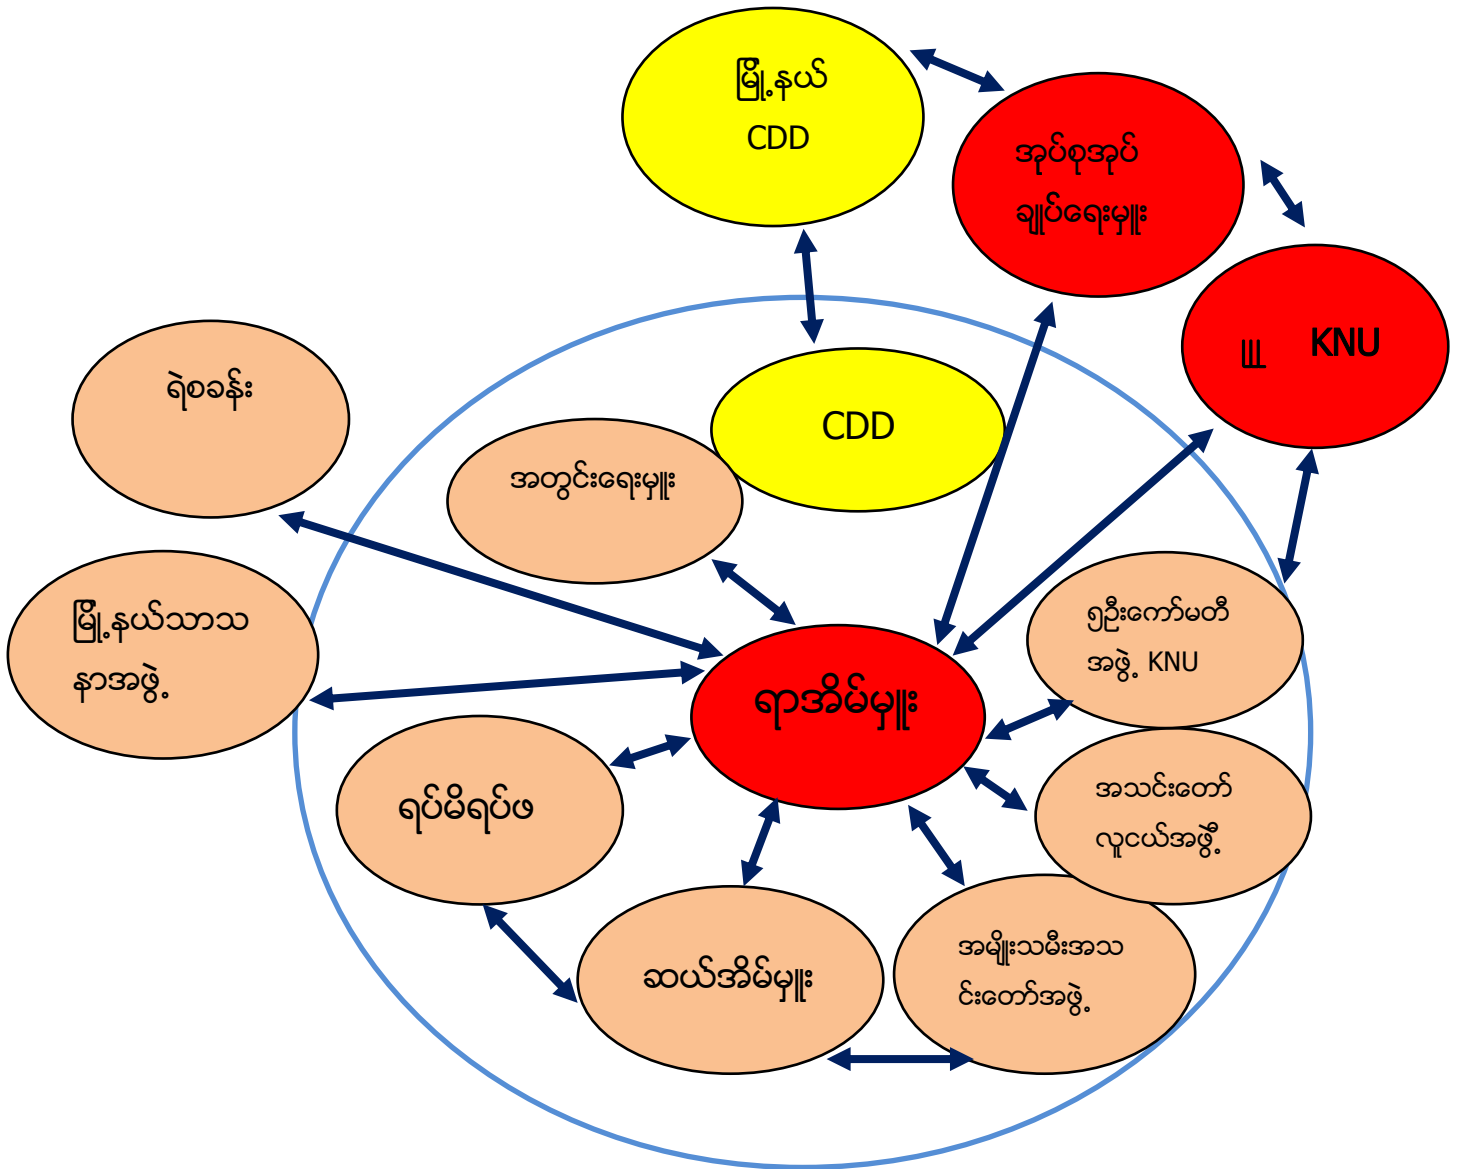 မြို့နယ်
CDD
အုပ်စုအုပ်
ချုပ်ရေးမှူး
KNU
ရဲစခန်း
CDD
အတွင်းရေးမှူး
မြို့နယ်သာသ
နာအဖွဲ့
၅ဦးကော်မတီ
အဖွဲ့ KNU
ရာအိမ်မှူး
အသင်းတော်
လူငယ်အဖွဲ့
ရပ်မိရပ်ဖ
အမျိုးသမီးအသ
င်းတော်အဖွဲ့
ဆယ်အိမ်မှူး